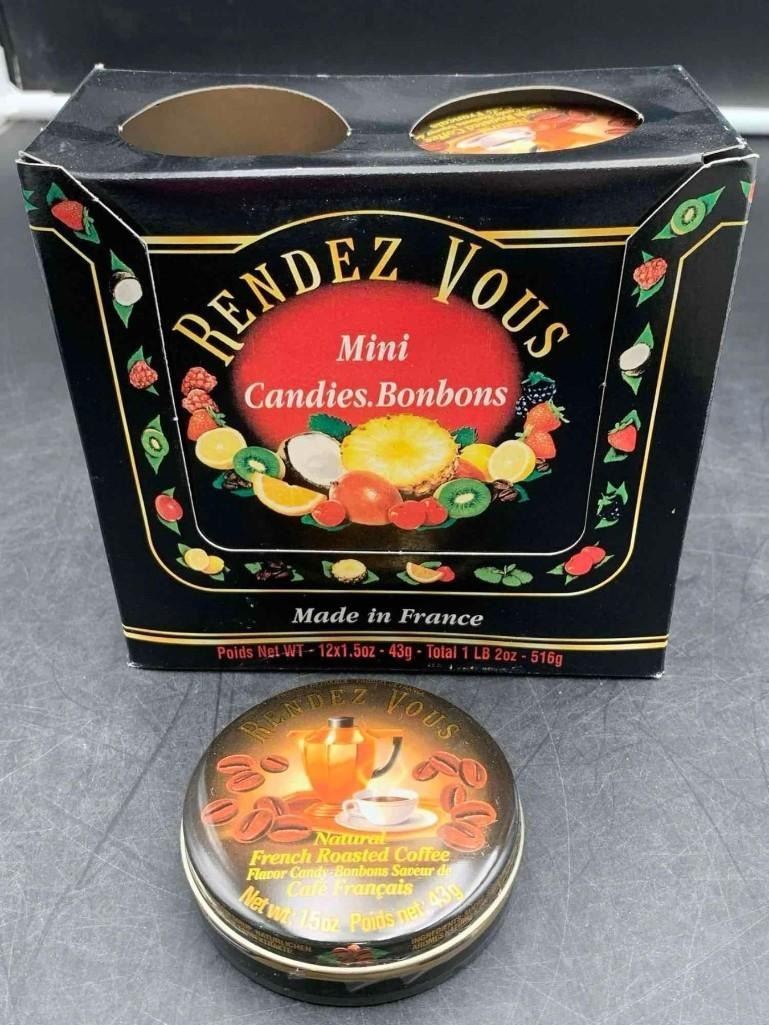 Roasted Coffee
RENDEZ VOUS
Mini
Candies.Bonbons
Made in France
Poids Net WT - 12x1.5oz - 43g - Total 1 LB 2oz - 516g
RENDEZ VOUS
Natural
French Roasted Coffee
Flavor Candy-Bonbons Saveur de
Café Français
Net wt: 1.5oz Poids net: 43g